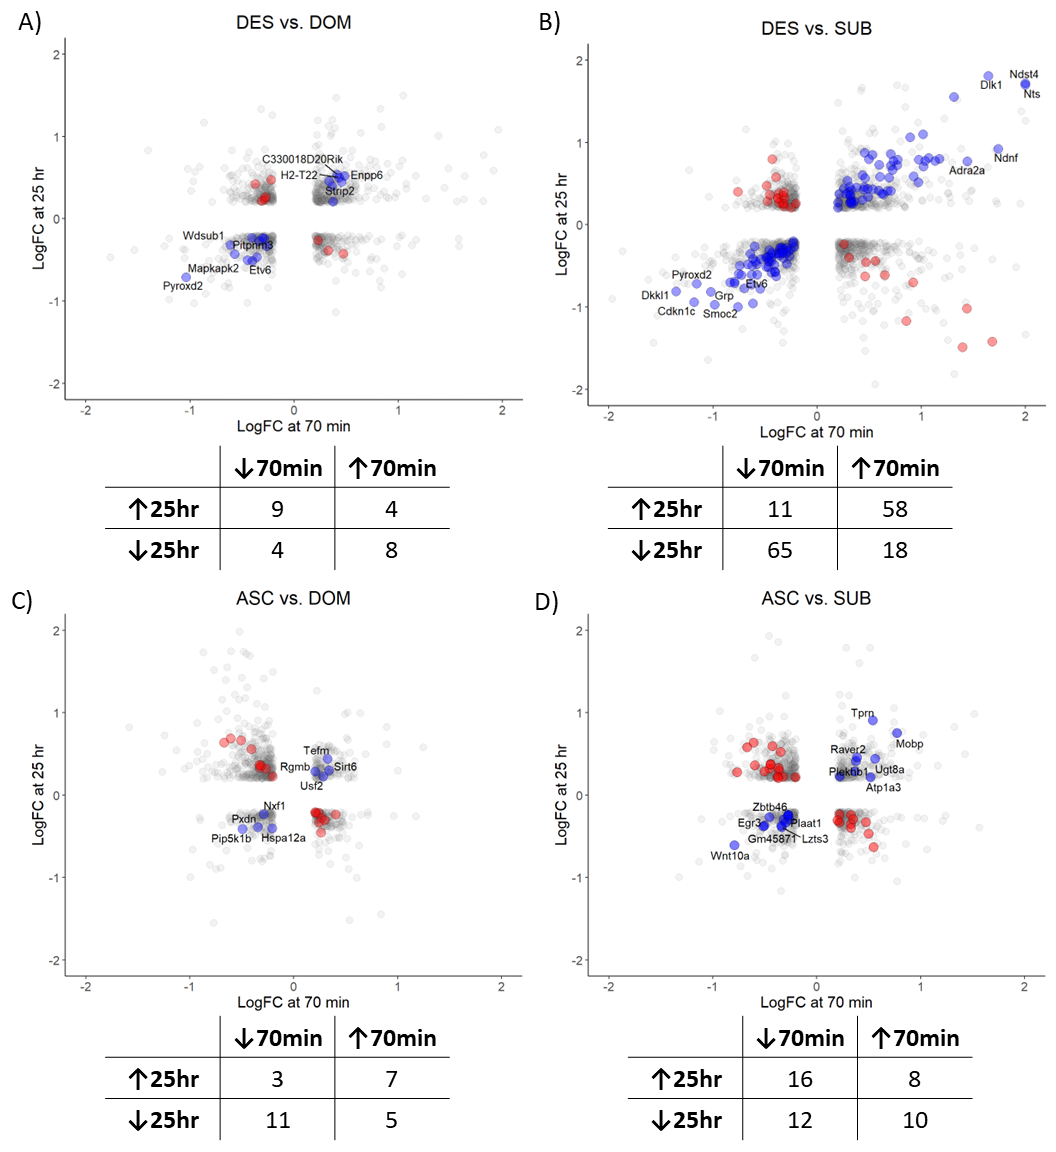 A)
DES vs. DOM
2
1
0
-1
-2
LogFC at 25 hr
C330018D20Rik
H2-T22
Enpp6
Strip2
Wdsub1
Pitpnm3
Mapkapk2
Etv6
Pyroxd2
-2
-1
0
1
2
LogFC at 70 min
↓70min ↑70min
↑25hr 9 4
↓25hr 4 8
B)
DES vs. SUB
2
1
0
-1
-2
LogFC at 25 hr
Ndst4
Dlk1
Nts
Ndnf
Adra2a
Pyroxd2
Etv6
Dkkl1
Grp
Cdkn1c
Smoc2
-2
-1
0
1
2
LogFC at 70 min
↓70min ↑70min
↑25hr 11 58
↓25hr 65 18
C)
ASC vs. DOM
2
1
0
-1
-2
LogFC at 25 hr
Tefm
Rgmb
Sirt6
Usf2
Nxf1
Pxdn
Pip5k1b
Hspa12a
-2
-1
0
1
2
LogFC at 70 min
↓70min ↑70min
↑25hr 3 7
↓25hr 11 5
D)
ASC vs. SUB
2
1
0
-1
-2
LogFC at 25 hr
Tprn
Mobp
Raver2
Plekhb1
Ugt8a
Atp1a3
Zbtb46
Egr3
Plaat1
Gm45871
Lzts3
Wnt10a
-2
-1
0
1
2
LogFC at 70 min
↓70min ↑70min
↑25hr 16 8
↓25hr 12 10